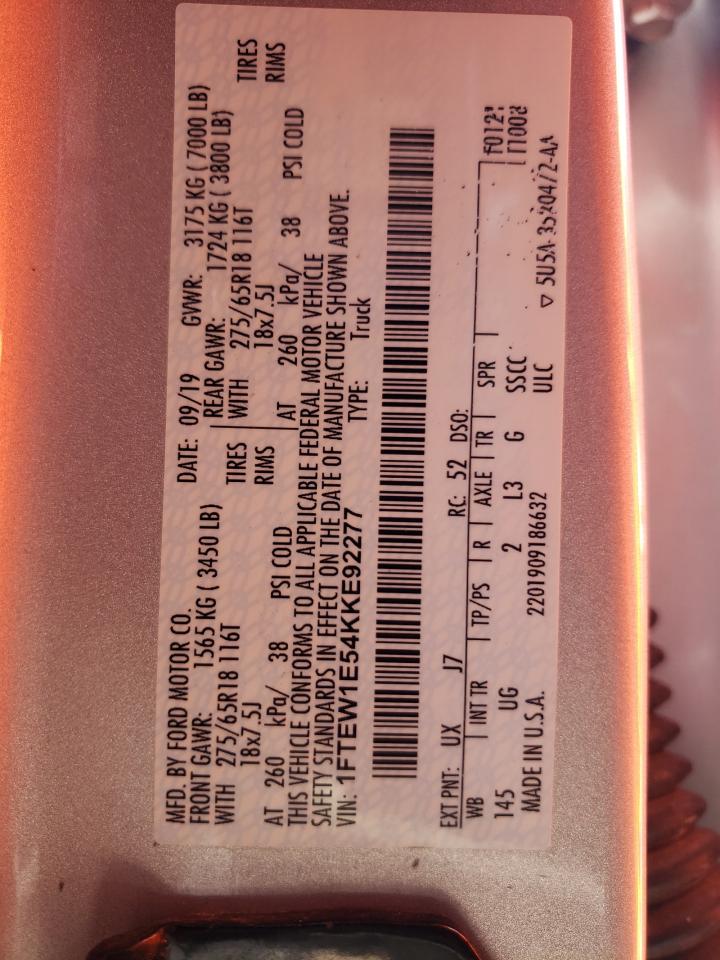 MFD. BY FORD MOTOR CO.
DATE: 09/19 GVWR: 3175 KG ( 7000 LB)
FRONT GAWR: 1565 KG ( 3450 LB) REAR GAWR: 1724 KG ( 3800 LB)
WITH 275/65R18 116T TIRES WITH 275/65R18 116T TIRES
18x7.5J RIMS 18x7.5J RIMS
AT 260 kPa/ 38 PSI COLD AT 260 kPa/ 38 PSI COLD
THIS VEHICLE CONFORMS TO ALL APPLICABLE FEDERAL MOTOR VEHICLE
SAFETY STANDARDS IN EFFECT ON THE DATE OF MANUFACTURE SHOWN ABOVE.
VIN: 1FTEW1E54KKE92277 TYPE: Truck
EXT PNT: UX J7 RC: 52 DSO:
WB INT TR TP/PS R AXLE TR SPR
145 UG 2 L3 G SSCC
ULC
MADE IN U.S.A. 2201909186632